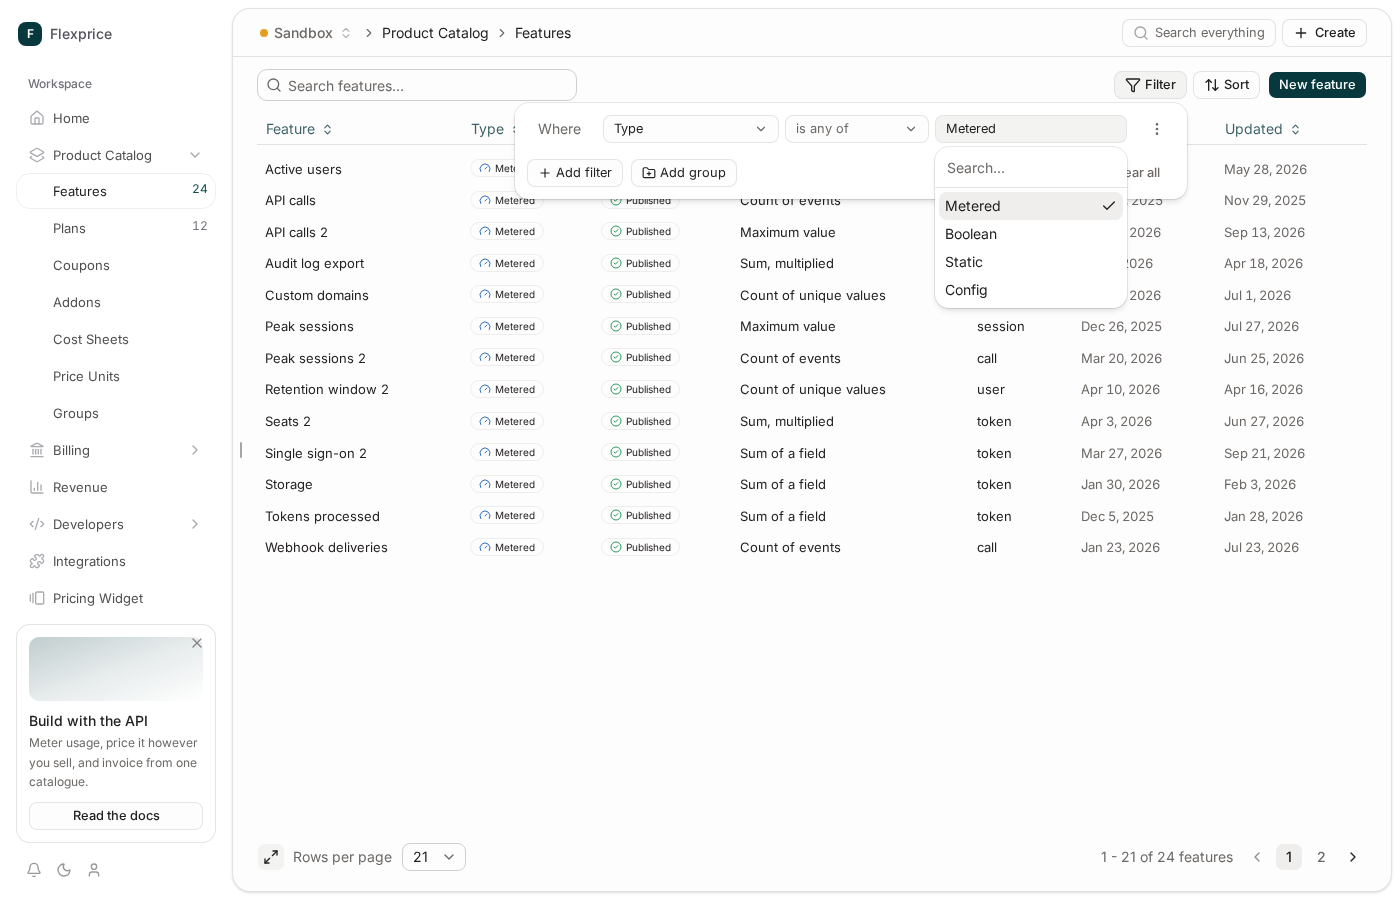 F Flexprice
Sandbox Product Catalog Features
Search everything
Create
Workspace
Home
Product Catalog
Features 24
Plans 12
Coupons
Addons
Cost Sheets
Price Units
Groups
Billing
Revenue
Developers
Integrations
Pricing Widget
Build with the API
Meter usage, price it however
you sell, and invoice from one
catalogue.
Read the docs
Search features...
Filter
Sort
New feature
Feature Type Updated
Where Type is any of Metered
Add filter Add group ear all
Search...
Metered
Boolean
Static
Config
Active users Mete May 28, 2026
API calls Metered Published Count of events 2025 Nov 29, 2025
API calls 2 Metered Published Maximum value 2026 Sep 13, 2026
Audit log export Metered Published Sum, multiplied 2026 Apr 18, 2026
Custom domains Metered Published Count of unique values 2026 Jul 1, 2026
Peak sessions Metered Published Maximum value session Dec 26, 2025 Jul 27, 2026
Peak sessions 2 Metered Published Count of events call Mar 20, 2026 Jun 25, 2026
Retention window 2 Metered Published Count of unique values user Apr 10, 2026 Apr 16, 2026
Seats 2 Metered Published Sum, multiplied token Apr 3, 2026 Jun 27, 2026
Single sign-on 2 Metered Published Sum of a field token Mar 27, 2026 Sep 21, 2026
Storage Metered Published Sum of a field token Jan 30, 2026 Feb 3, 2026
Tokens processed Metered Published Sum of a field token Dec 5, 2025 Jan 28, 2026
Webhook deliveries Metered Published Count of events call Jan 23, 2026 Jul 23, 2026
Rows per page 21
1 - 21 of 24 features 1 2